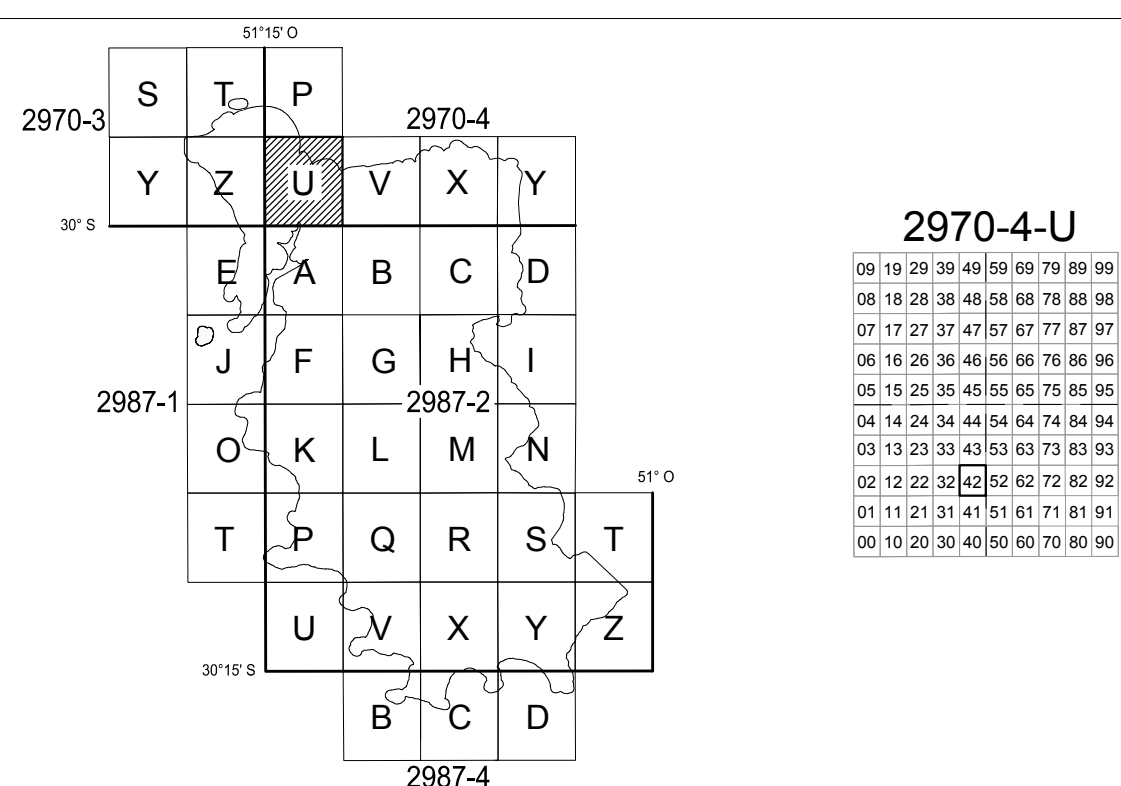 51°15' O
S T P
2970-3 2970-4
Y Z U V X Y
30° S
E A B C D
J F G H I
2987-1 2987-2
O K L M N
51° O
T P Q R S T
U V X Y Z
30°15' S
B C D
2987-4
2970-4-U
09 19 29 39 49 59 69 79 89 99
08 18 28 38 48 58 68 78 88 98
07 17 27 37 47 57 67 77 87 97
06 16 26 36 46 56 66 76 86 96
05 15 25 35 45 55 65 75 85 95
04 14 24 34 44 54 64 74 84 94
03 13 23 33 43 53 63 73 83 93
02 12 22 32 42 52 62 72 82 92
01 11 21 31 41 51 61 71 81 91
00 10 20 30 40 50 60 70 80 90